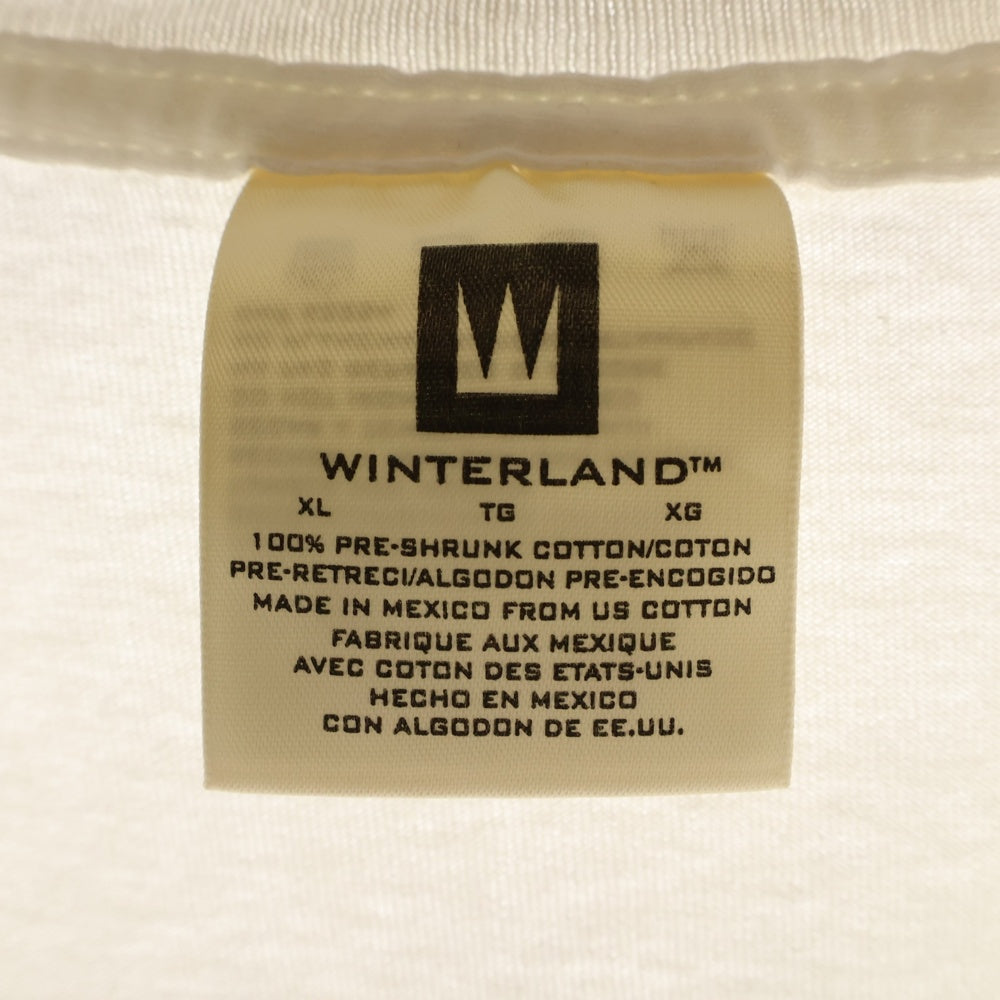 W
WINTERLAND™
XL TG XG
100% PRE-SHRUNK COTTON/COTON
PRE-RETRECI/ALGODON PRE-ENCOGIDO
MADE IN MEXICO FROM US COTTON
FABRIQUE AUX MEXIQUE
AVEC COTON DES ETATS-UNIS
HECHO EN MEXICO
CON ALGODON DE EE.UU.